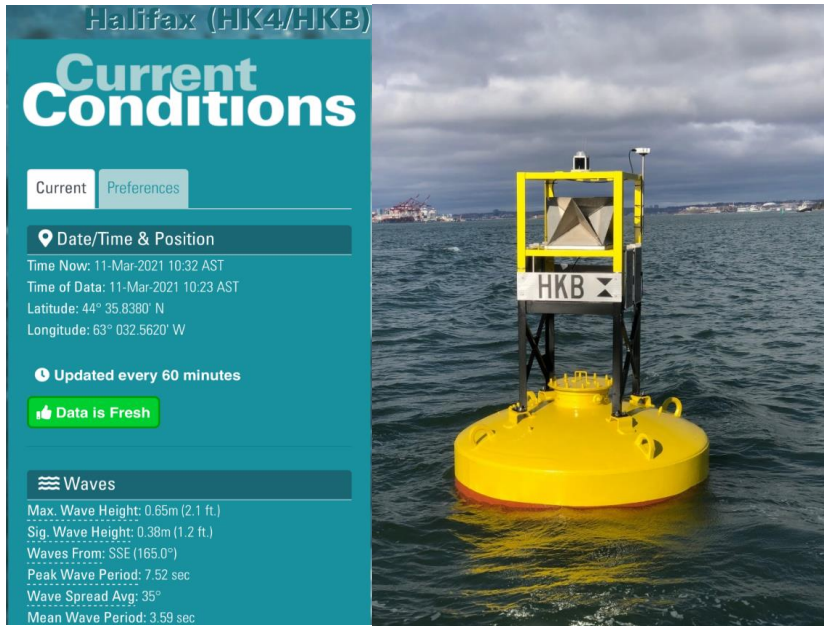 Halifax (HK4/HKB)
Current
Conditions
Current Preferences
Date/Time & Position
Time Now: 11-Mar-2021 10:32 AST
Time of Data: 11-Mar-2021 10:23 AST
Latitude: 44° 35.8380' N
Longitude: 63° 032.5620' W
Updated every 60 minutes
Data is Fresh
Waves
Max. Wave Height: 0.65m (2.1 ft.)
Sig. Wave Height: 0.38m (1.2 ft.)
Waves From: SSE (165.0°)
Peak Wave Period: 7.52 sec
Wave Spread Avg: 35°
Mean Wave Period: 3.59 sec
HKB